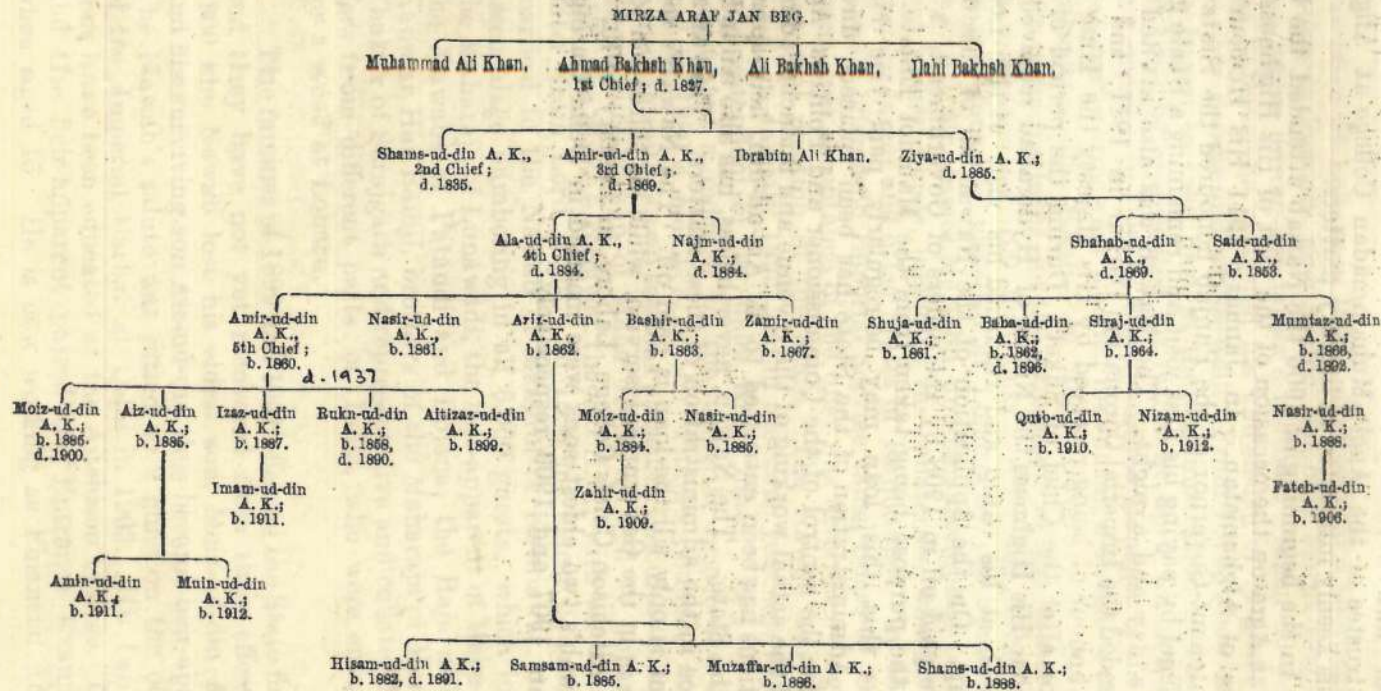 MIRZA ARAF JAN BEG.
Muhammad Ali Khan. Ahmad Bakhsh Khan, Ali Bakhsh Khan, Ilahi Bakhsh Khan.
1st Chief; d. 1827.
Shams-ud-din A. K., Amir-ud-din A. K., Ibrahim Ali Khan. Ziya-ud-din A. K.;
2nd Chief; 3rd Chief; d. 1885.
d. 1835. d. 1869.
Ala-ud-din A. K., Najm-ud-din Shahab-ud-din Said-ud-din
4th Chief; A. K.; A. K., A. K.,
d. 1884. d. 1884. d. 1869. b. 1853.
Amir-ud-din Nasir-ud-din Aziz-ud-din Bashir-ud-din Zamir-ud-din Shuja-ud-din Baha-ud-din Siraj-ud-din Mumtaz-ud-din
A. K., A. K., A. K., A. K.; A. K.; A. K.; A. K.; A. K.; A. K.;
5th Chief; b. 1861. b. 1862. b. 1863. b. 1867. b. 1861. b. 1862, b. 1864. b. 1866,
b. 1860. d. 1896. d. 1892.
d. 1937
Moiz-ud-din Aiz-ud-din Izaz-ud-din Rukn-ud-din Aitizaz-ud-din Moiz-ud-din Nasir-ud-din Qutb-ud-din Nizam-ud-din Nasir-ud-din
A. K.; A. K.; A. K.; A. K.; A. K.; A. K.; A. K.; A. K.; A. K.; A. K.;
b. 1885. b. 1887. b. 1899. b. 1884. b. 1885. b. 1910. b. 1912. b. 1888.
d. 1900. d. 1890.
Imam-ud-din Zahir-ud-din Fateh-ud-din
A. K.; A. K.; A. K.;
b. 1911. b. 1909. b. 1906.
Amin-ud-din Muin-ud-din
A. K.; A. K.;
b. 1911. b. 1912.
Hisam-ud-din A K.; Samsam-ud-din A. K.; Muzaffar-ud-din A. K.; Shams-ud-din A. K.;
b. 1882, d. 1891. b. 1885. b. 1886. b. 1888.